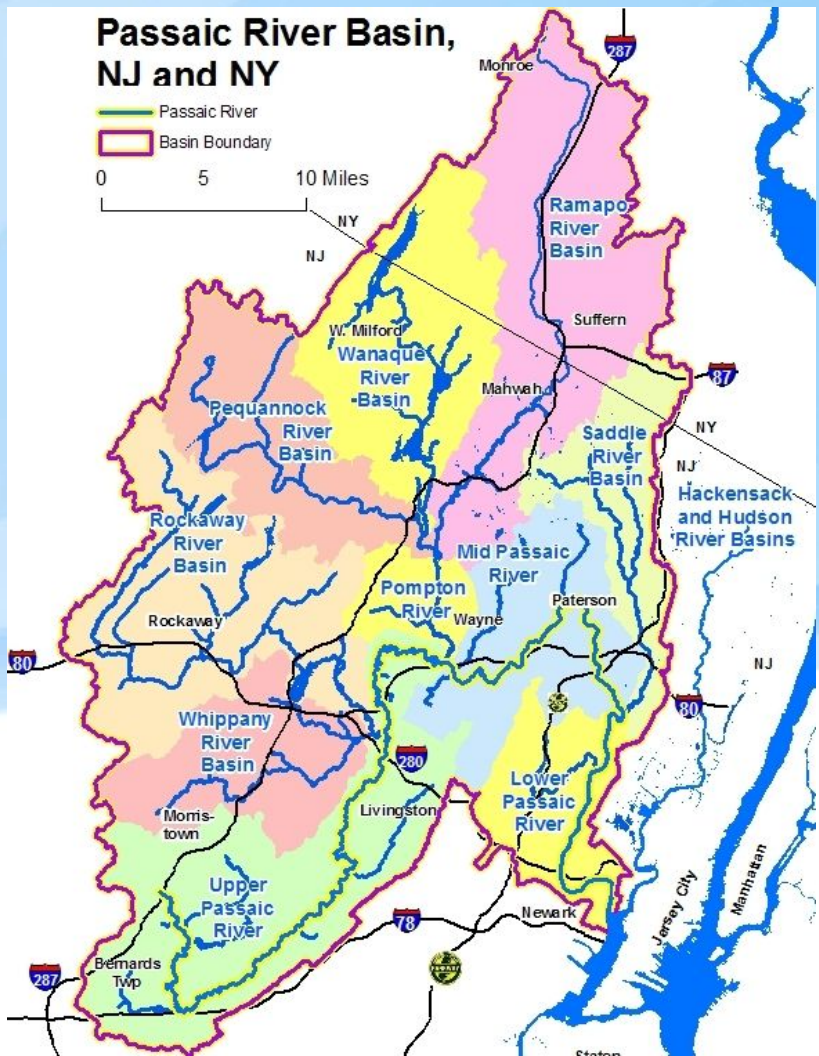 Passaic River Basin,
NJ and NY
Passaic River
Basin Boundary
0 5 10 Miles
287
Monroe
NY
NJ
Ramapo
River
Basin
Suffern
W. Milford
Wanaque
River
-Basin
87
Mahwah
NY
NJ
Pequannock
River
Basin
Saddle
River
Basin
Hackensack
and Hudson
River Basins
Rockaway
River
Basin
Mid Passaic
River
Pompton
River
Paterson
Rockaway
Wayne
80
NJ
80
Whippany
River
Basin
280
Lower
Passaic
River
Livingston
Morris-
town
Upper
Passaic
River
Jersey City
Manhattan
Newark
78
Bernards
Twp
287